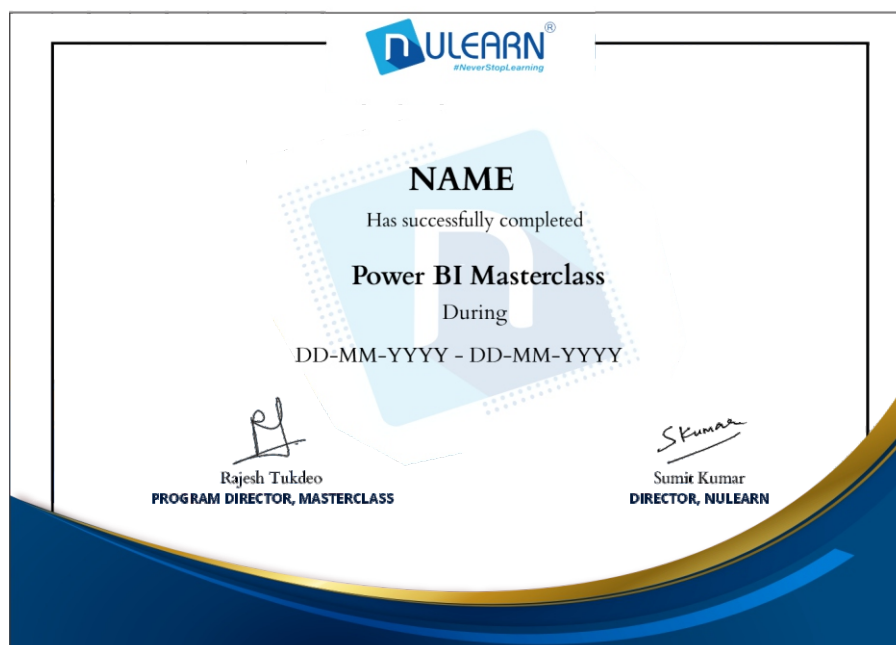 nULEARN®
#NeverStopLearning
NAME
Has successfully completed
Power BI Masterclass
During
DD-MM-YYYY - DD-MM-YYYY
SKumar
Rajesh Tukdeo
Sumit Kumar
PROGRAM DIRECTOR, MASTERCLASS
DIRECTOR, NULEARN